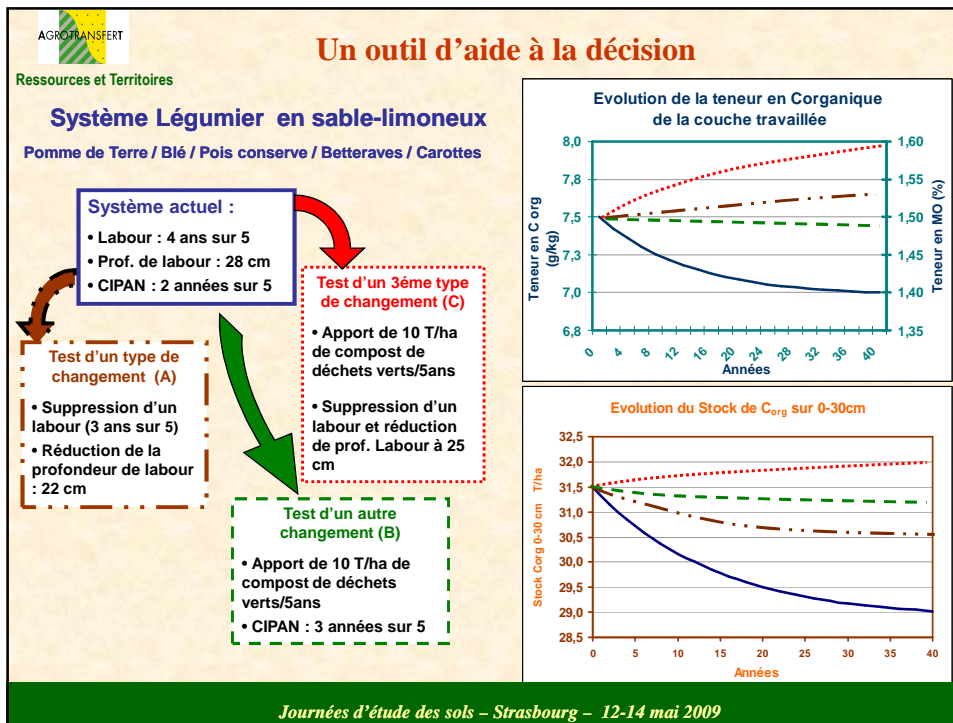 AGROTRANSFERT
Ressources et Territoires
Un outil d'aide à la décision
Système Légumier en sable-limoneux
Pomme de Terre / Blé / Pois conserve / Betteraves / Carottes
Système actuel :
• Labour : 4 ans sur 5
• Prof. de labour : 28 cm
• CIPAN : 2 années sur 5
Test d'un type de
changement (A)
• Suppression d'un
labour (3 ans sur 5)
• Réduction de la
profondeur de labour
: 22 cm
Test d'un 3éme type
de changement (C)
• Apport de 10 T/ha
de compost de
déchets verts/5ans
• Suppression d'un
labour et réduction
de prof. Labour à 25
cm
Test d'un autre
changement (B)
• Apport de 10 T/ha de
compost de déchets
verts/5ans
• CIPAN : 3 années sur 5
Evolution de la teneur en Corganique
de la couche travaillée
Teneur en C org
(g/kg)
8,0
7,8
7,5
7,3
7,0
6,8
1,60
1,55
1,50
1,45
1,40
1,35
Teneur en MO (%)
0 4 8 12 16 20 24 28 32 36 40
Années
Evolution du Stock de Corg sur 0-30cm
Stock Corg 0-30 cm T/ha
32,5
32,0
31,5
31,0
30,5
30,0
29,5
29,0
28,5
0 5 10 15 20 25 30 35 40
Années
Journées d'étude des sols – Strasbourg – 12-14 mai 2009